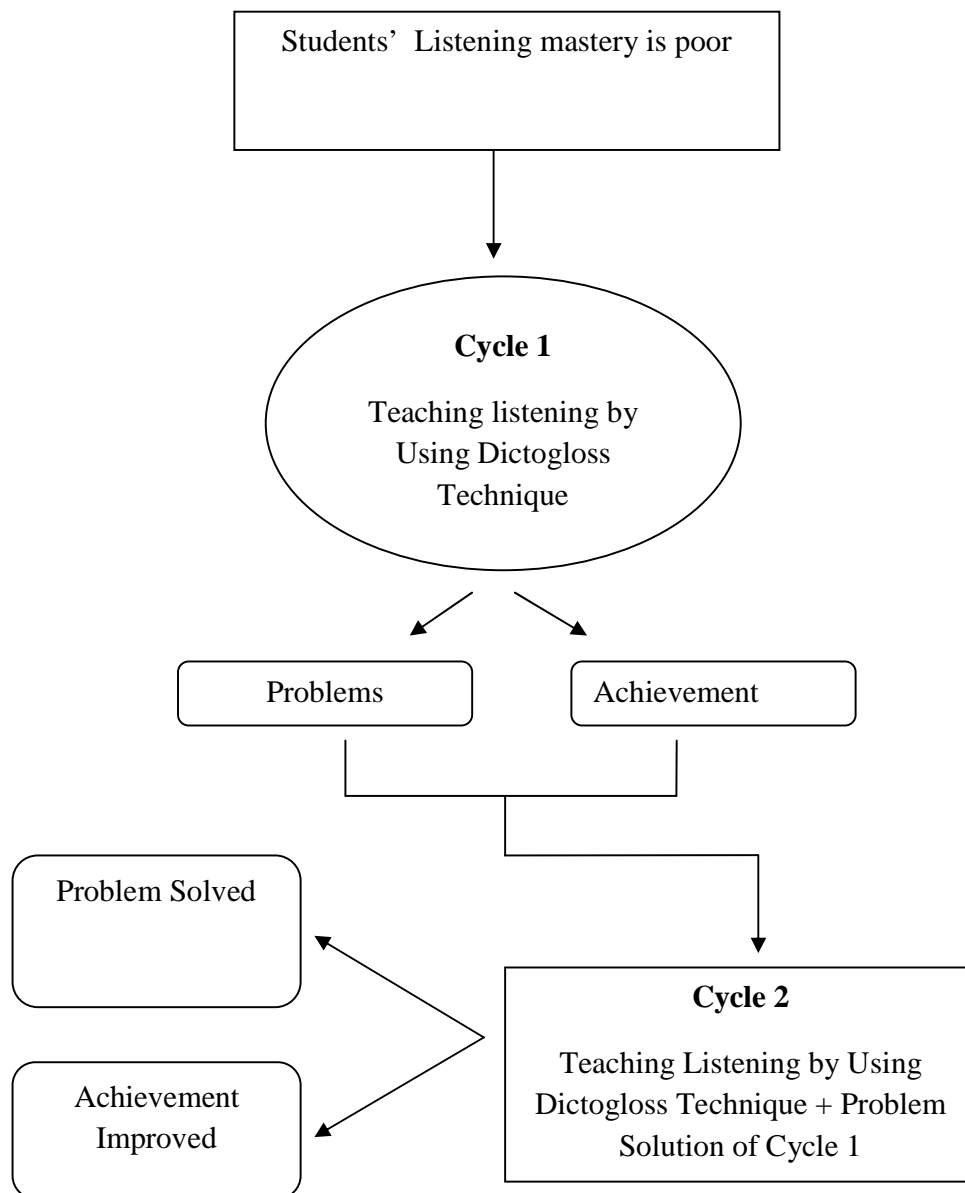 Students’ Listening mastery is poor
Cycle 1
Teaching listening by
Using Dictogloss
Technique
Problems
Achievement
Problem Solved
Achievement
Improved
Cycle 2
Teaching Listening by Using
Dictogloss Technique + Problem
Solution of Cycle 1